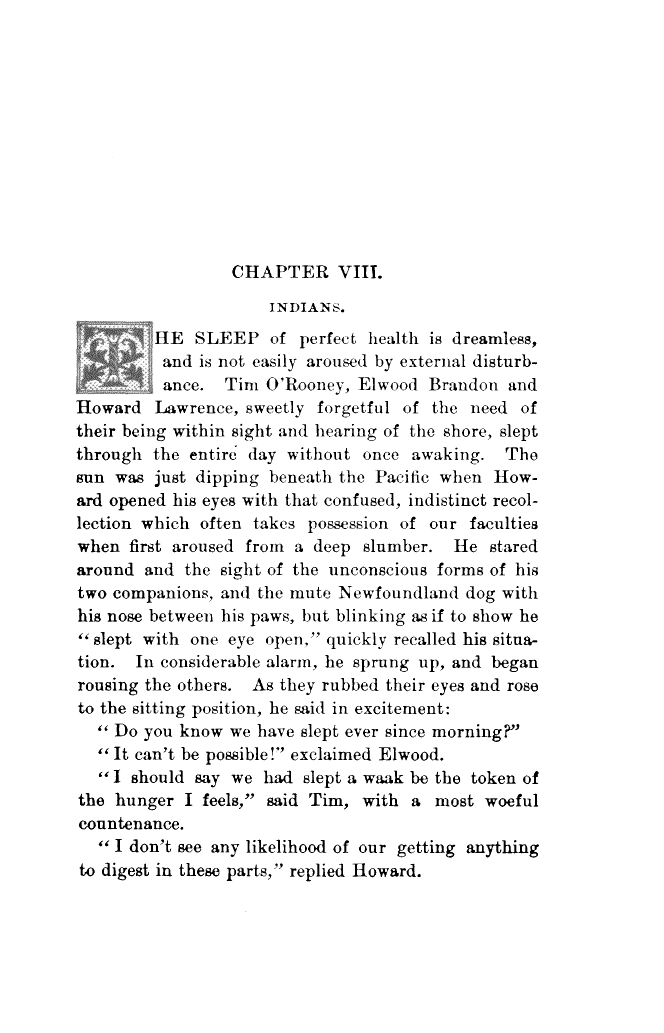 CHAPTER VIII.
INDIANS.
THE SLEEP of perfect health is dreamless,
and is not easily aroused by external disturb-
ance. Tim O'Rooney, Elwood Brandon and
Howard Lawrence, sweetly forgetful of the need of
their being within sight and hearing of the shore, slept
through the entire day without once awaking. The
sun was just dipping beneath the Pacific when How-
ard opened his eyes with that confused, indistinct recol-
lection which often takes possession of our faculties
when first aroused from a deep slumber. He stared
around and the sight of the unconscious forms of his
two companions, and the mute Newfoundland dog with
his nose between his paws, but blinking as if to show he
“slept with one eye open,” quickly recalled his situa-
tion. In considerable alarm, he sprung up, and began
rousing the others. As they rubbed their eyes and rose
to the sitting position, he said in excitement:
“Do you know we have slept ever since morning?”
“It can't be possible!” exclaimed Elwood.
“I should say we had slept a waak be the token of
the hunger I feels,” said Tim, with a most woeful
countenance.
“I don't see any likelihood of our getting anything
to digest in these parts,” replied Howard.